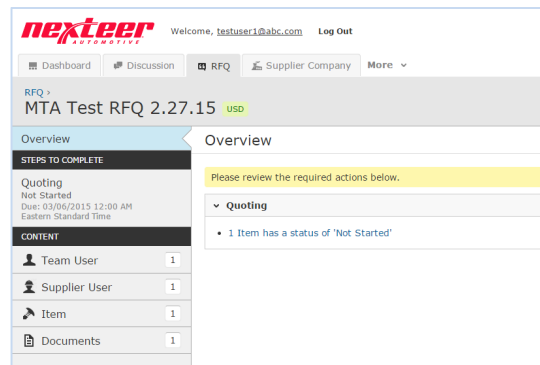 nexteer
AUTOMOTIVE
Welcome, testuser1@abc.com Log Out
Dashboard Discussion RFQ Supplier Company More
RFQ ›
MTA Test RFQ 2.27.15 USD
Overview
STEPS TO COMPLETE
Quoting
Not Started
Due: 03/06/2015 12:00 AM
Eastern Standard Time
CONTENT
Team User 1
Supplier User 1
Item 1
Documents 1
Overview
Please review the required actions below.
Quoting
• 1 Item has a status of 'Not Started'